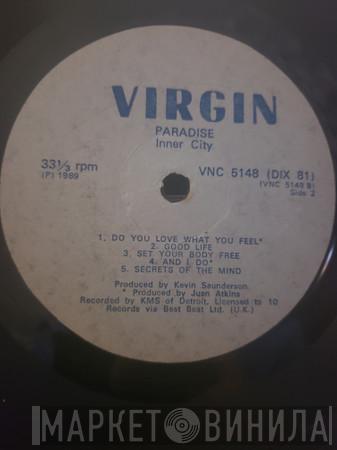 VIRGIN
PARADISE
Inner City
33⅓ rpm
(P) 1989
VNC 5148 (DIX 81)
(VNC 5148 B)
Side 2
1. DO YOU LOVE WHAT YOU FEEL*
2. GOOD LIFE
3. SET YOUR BODY FREE
4. AND I DO*
5. SECRETS OF THE MIND
Produced by Kevin Saunderson.
* Produced by Juan Atkins
Recorded by KMS of Detroit, Licensed to 10
Records via Best Beat Ltd. (U.K.)
МАРКЕТ ВИНИЛА